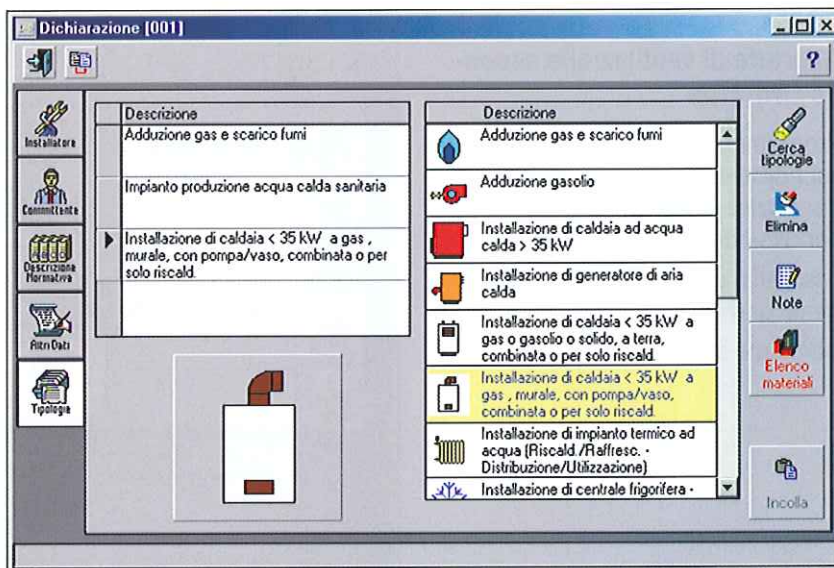 Dichiarazione [001]
?
Installatore
Committente
Descrizione
Normativa
Altri Dati
Tipologie
Descrizione
Adduzione gas e scarico fumi
Impianto produzione acqua calda sanitaria
Installazione di caldaia < 35 kW a gas ,
murale, con pompa/vaso, combinata o per
solo riscald.
Descrizione
Adduzione gas e scarico fumi
Adduzione gasolio
Installazione di caldaia ad acqua
calda > 35 kW
Installazione di generatore di aria
calda
Installazione di caldaia < 35 kW a
gas o gasolio o solido, a terra,
combinata o per solo riscald.
Installazione di caldaia < 35 kW a
gas , murale, con pompa/vaso,
combinata o per solo riscald.
Installazione di impianto termico ad
acqua (Riscald./Raffresc. -
Distribuzione/Utilizzazione)
Installazione di centrale frigorifera -
Cerca
tipologie
Elimina
Note
Elenco
materiali
Incolla